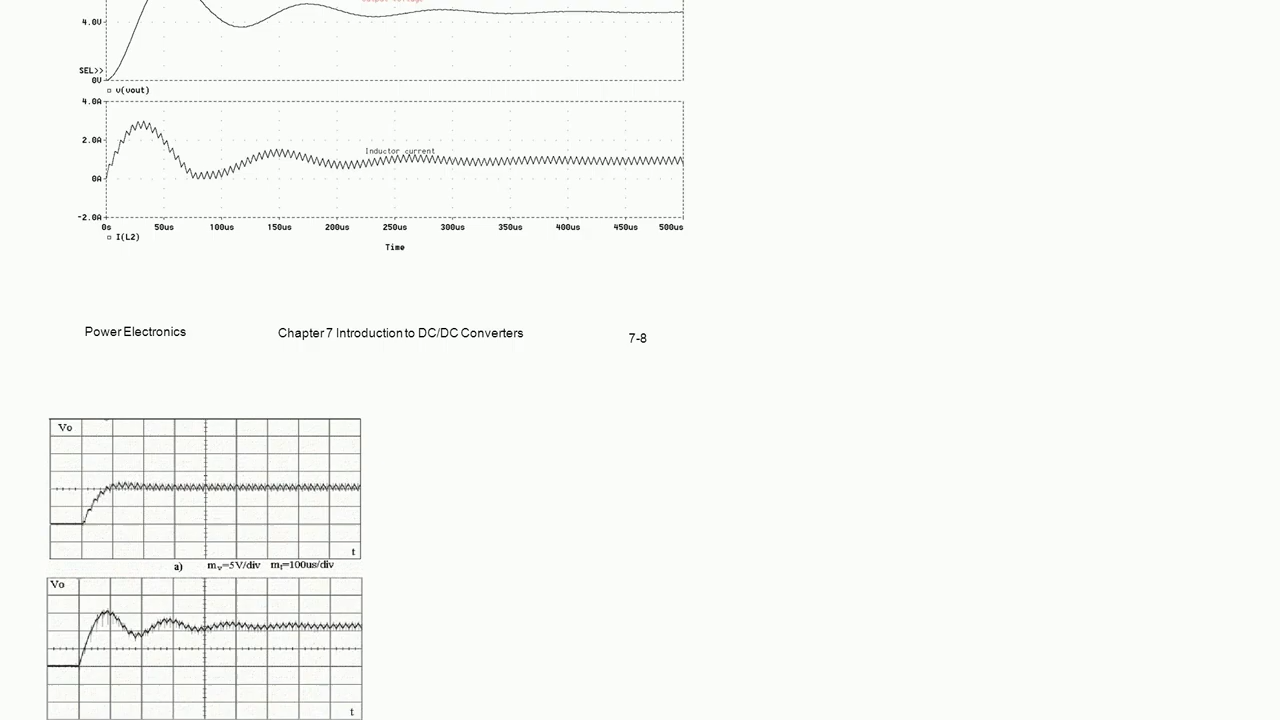 4.0V
SEL>>
0V
v(vout)
4.0A
2.0A
Inductor current
0A
-2.0A
0s 50us 100us 150us 200us 250us 300us 350us 400us 450us 500us
I(L2)
Time
Power Electronics Chapter 7 Introduction to DC/DC Converters 7-8
Vo
t
a) mv=5V/div mt=100us/div
Vo
t